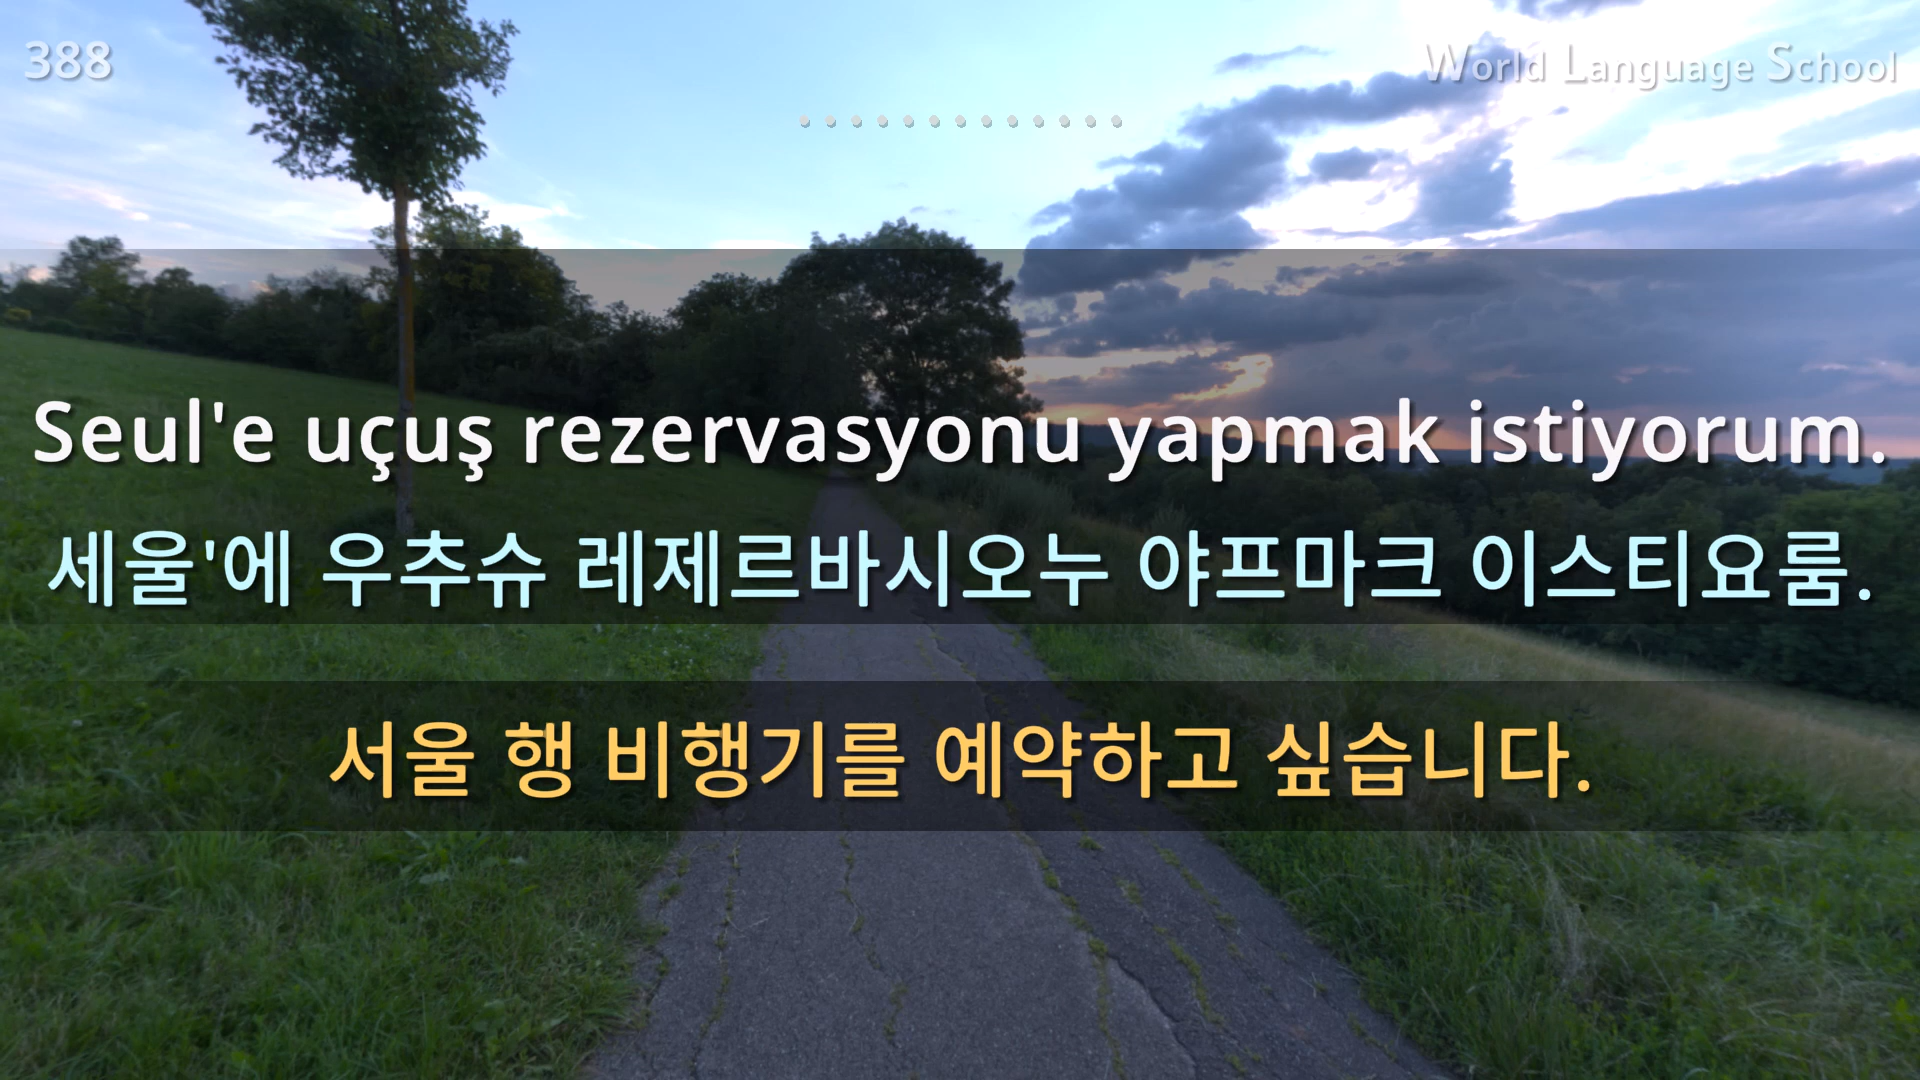 388
World Language School
Seul'e uçuş rezervasyonu yapmak istiyorum.
세울'에 우추슈 레제르바시오누 야프마크 이스티요룸.
서울 행 비행기를 예약하고 싶습니다.